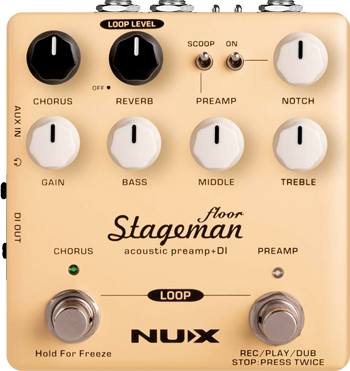 LOOP LEVEL
SCOOP ON
OFF
CHORUS REVERB PREAMP NOTCH
AUX IN
GAIN BASS MIDDLE TREBLE
DI OUT
floor
Stageman
acoustic preamp+DI
CHORUS PREAMP
LOOP
NUX
Hold For Freeze
REC/PLAY/DUB
STOP:PRESS TWICE